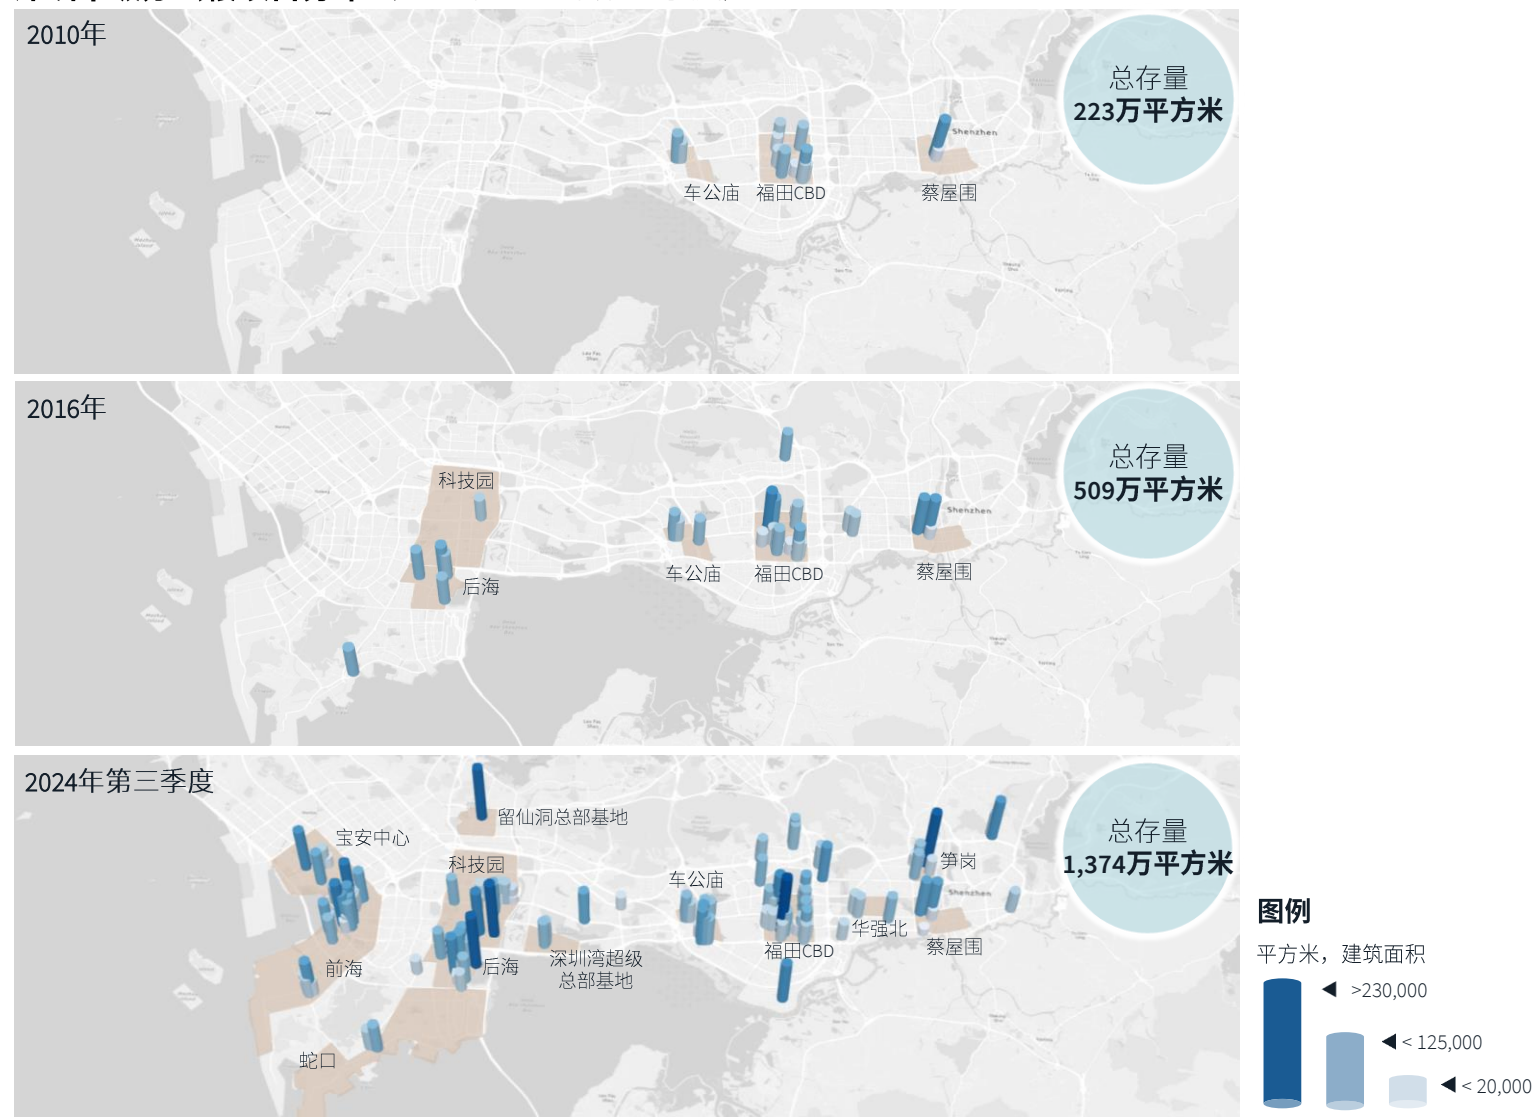 2010年
总存量
223万平方米
Shenzhen
车公庙
福田CBD
蔡屋围
2016年
总存量
509万平方米
科技园
Shenzhen
后海
车公庙
福田CBD
蔡屋围
2024年第三季度
总存量
1,374万平方米
留仙洞总部基地
宝安中心
科技园
车公庙
笋岗
Shenzhen
华强北
福田CBD
蔡屋围
深圳湾超级
总部基地
后海
前海
蛇口
图例
平方米，建筑面积
>230,000
< 125,000
< 20,000